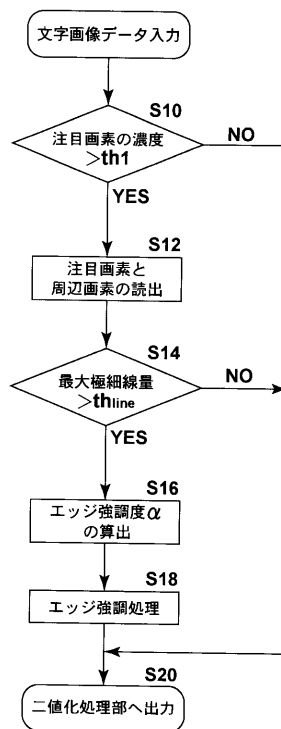 文字画像データ入力
S10
注目画素の濃度
>th1
NO
YES
S12
注目画素と
周辺画素の読出
S14
最大極細線量
>thline
NO
YES
S16
エッジ強調度α
の算出
S18
エッジ強調処理
S20
二値化処理部へ出力